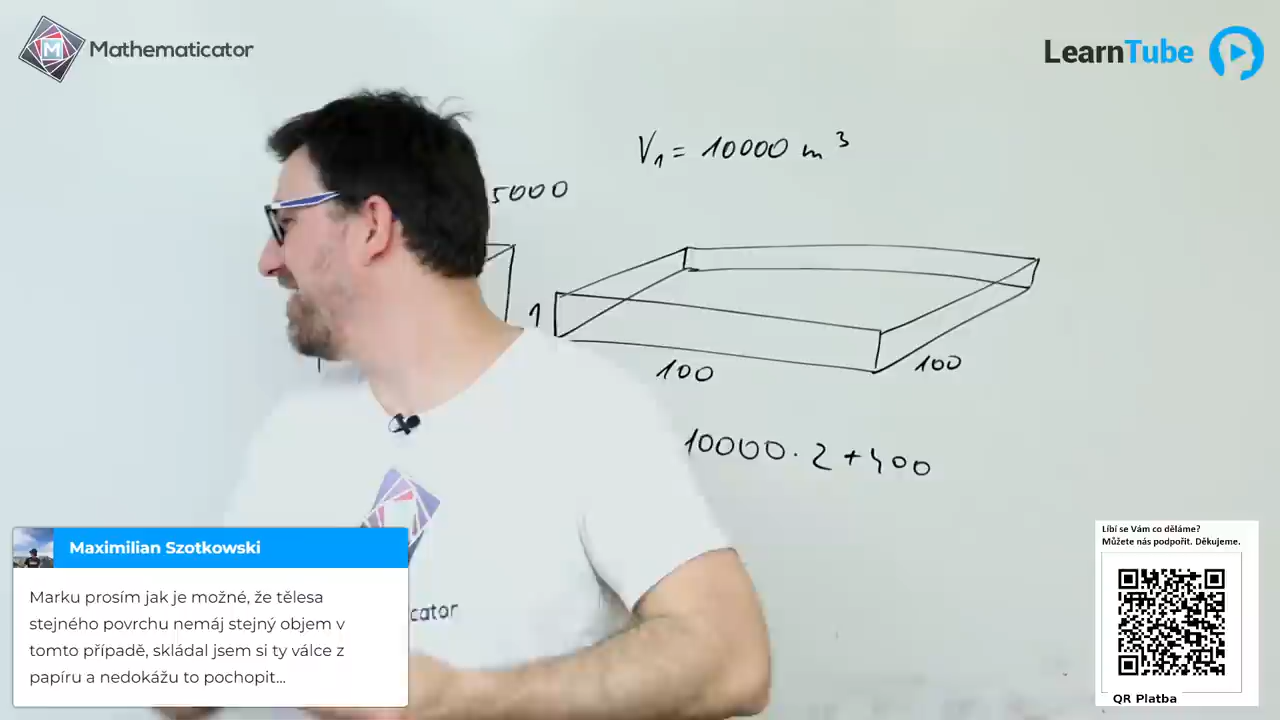 Mathematicator
LearnTube
V₁ = 10000 m³
5000
1
100
100
10000 · 2 + 400
cator
Maximilian Szotkowski
Marku prosím jak je možné, že tělesa
stejného povrchu nemáj stejný objem v
tomto případě, skládal jsem si ty válce z
papíru a nedokážu to pochopit...
Líbí se Vám co děláme?
Můžete nás podpořit. Děkujeme.
QR Platba